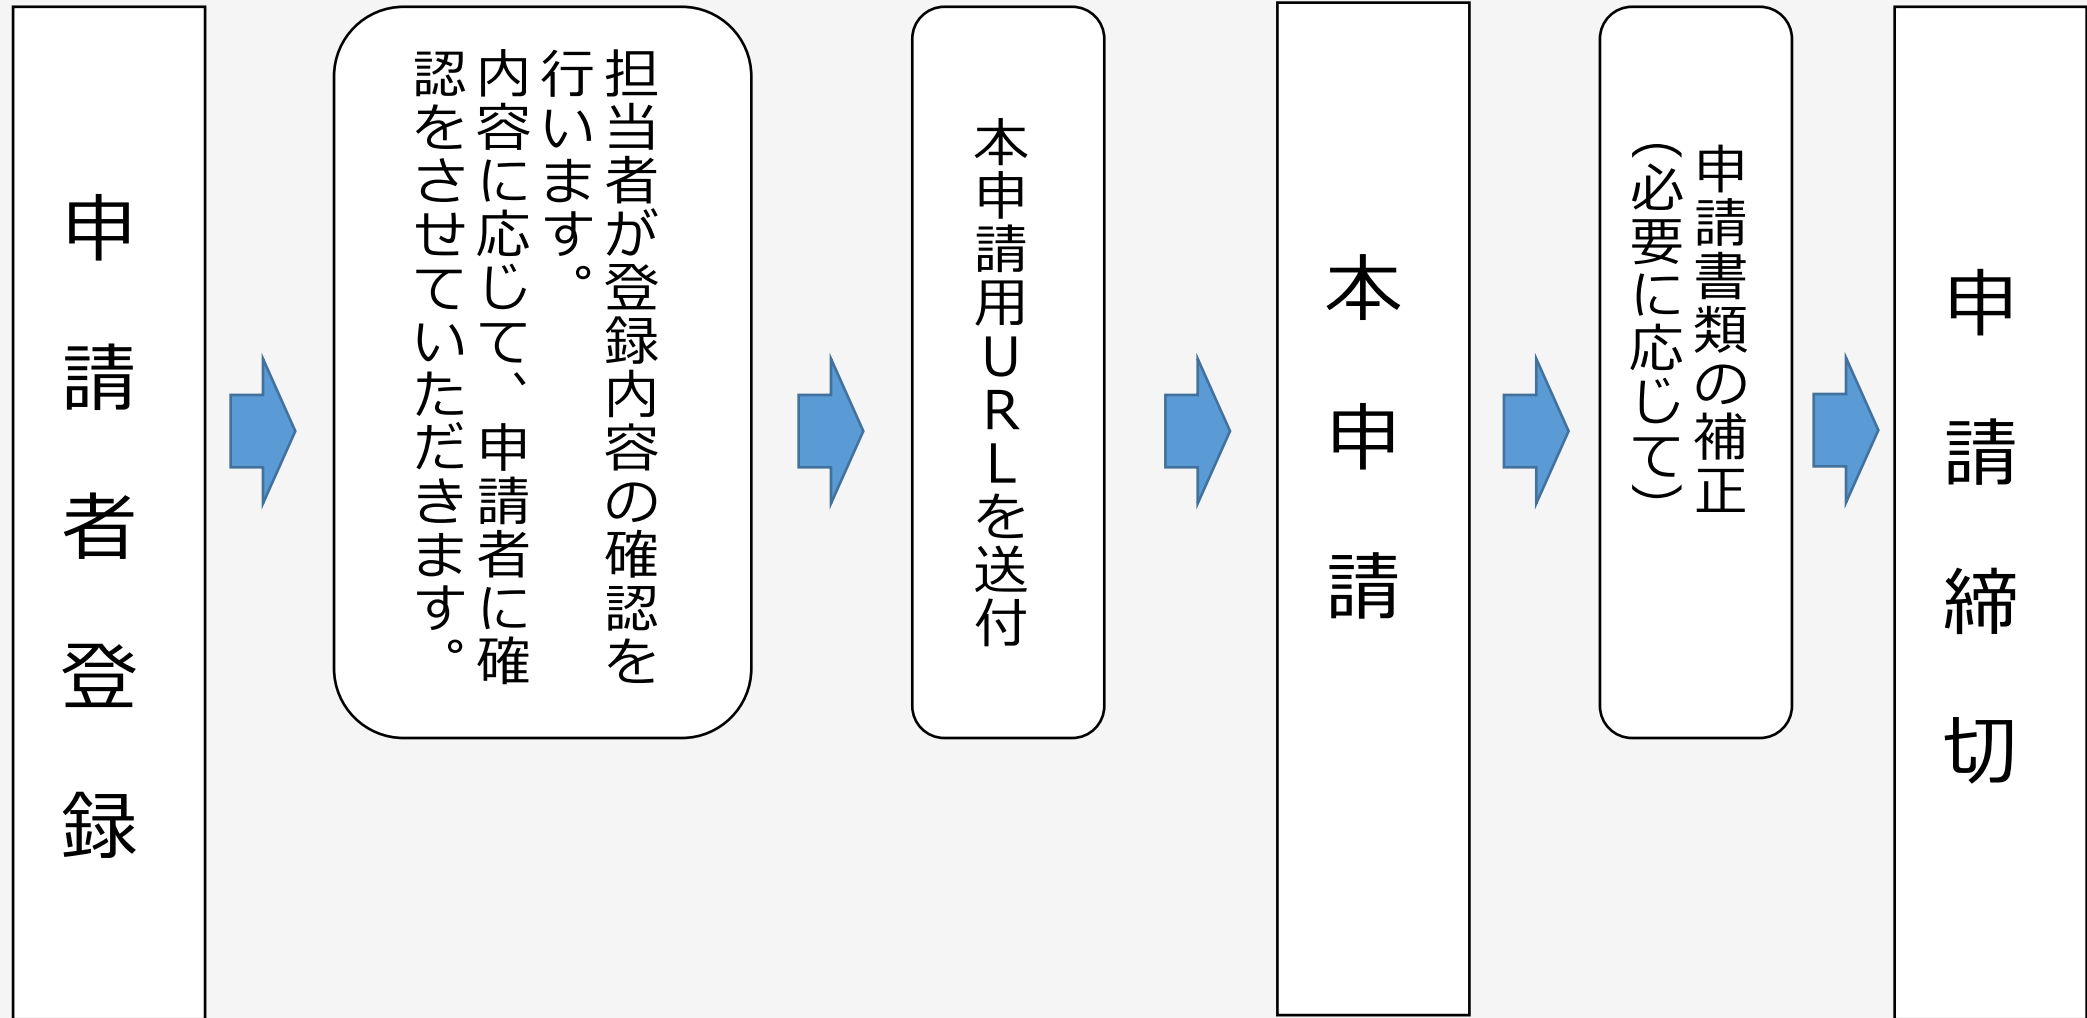 申請者登録
担当者が登録内容の確認を
行います。
内容に応じて、申請者に確
認をさせていただきます。
本申請用URLを送付
本申請
申請書類の補正
（必要に応じて）
申請締切